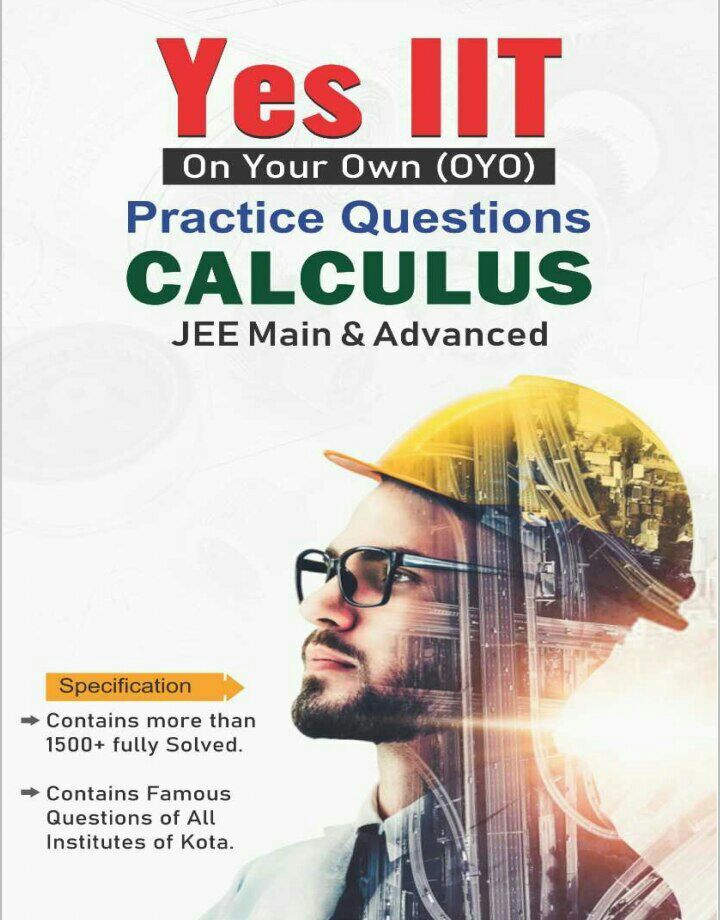 Yes IIT
On Your Own (OYO)
Practice Questions
CALCULUS
JEE Main & Advanced
Specification
➡ Contains more than
1500+ fully Solved.
➡ Contains Famous
Questions of All
Institutes of Kota.